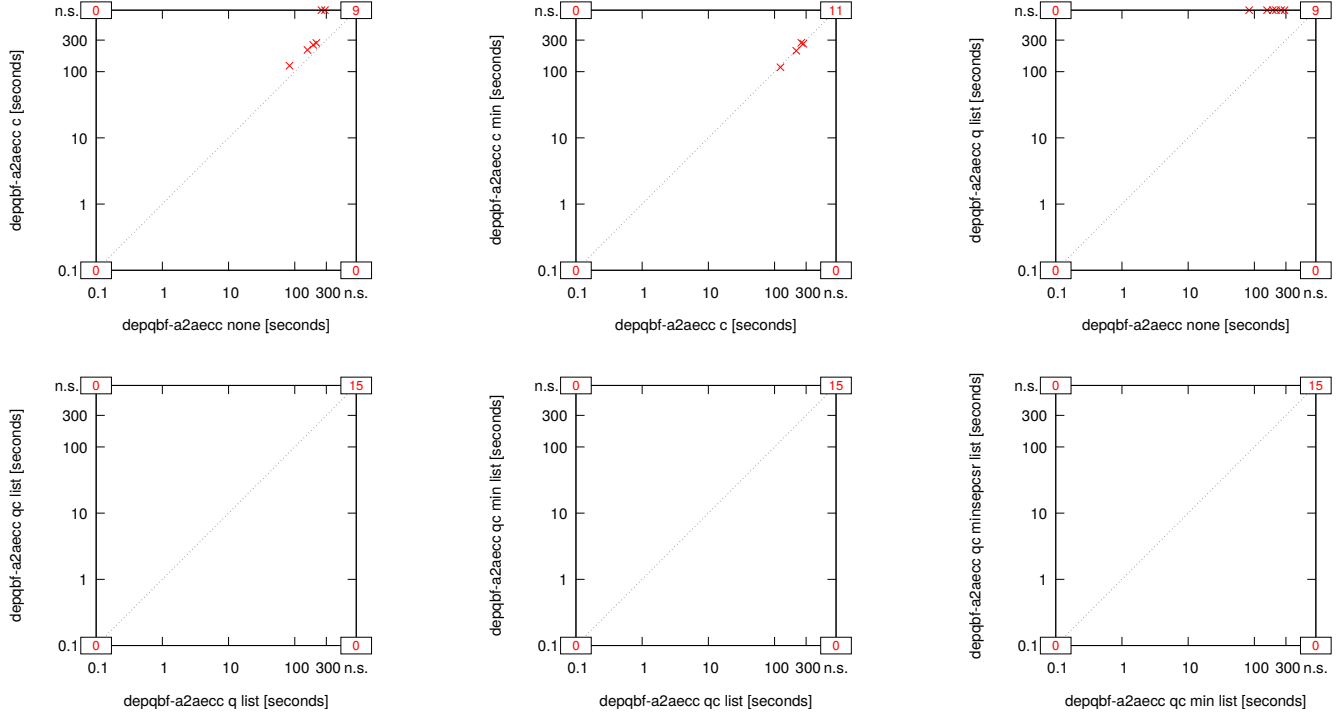 n.s. 0 9
300
100
10
1
0.1 0 0
0.1 1 10 100 300 n.s.
depqbf-a2aecc c [seconds]
depqbf-a2aecc none [seconds]
n.s. 0 11
300
100
10
1
0.1 0 0
0.1 1 10 100 300 n.s.
depqbf-a2aecc c min [seconds]
depqbf-a2aecc c [seconds]
n.s. 0 9
300
100
10
1
0.1 0 0
0.1 1 10 100 300 n.s.
depqbf-a2aecc q list [seconds]
depqbf-a2aecc none [seconds]
n.s. 0 15
300
100
10
1
0.1 0 0
0.1 1 10 100 300 n.s.
depqbf-a2aecc qc list [seconds]
depqbf-a2aecc q list [seconds]
n.s. 0 15
300
100
10
1
0.1 0 0
0.1 1 10 100 300 n.s.
depqbf-a2aecc qc min list [seconds]
depqbf-a2aecc qc list [seconds]
n.s. 0 15
300
100
10
1
0.1 0 0
0.1 1 10 100 300 n.s.
depqbf-a2aecc qc minsepcsr list [seconds]
depqbf-a2aecc qc min list [seconds]